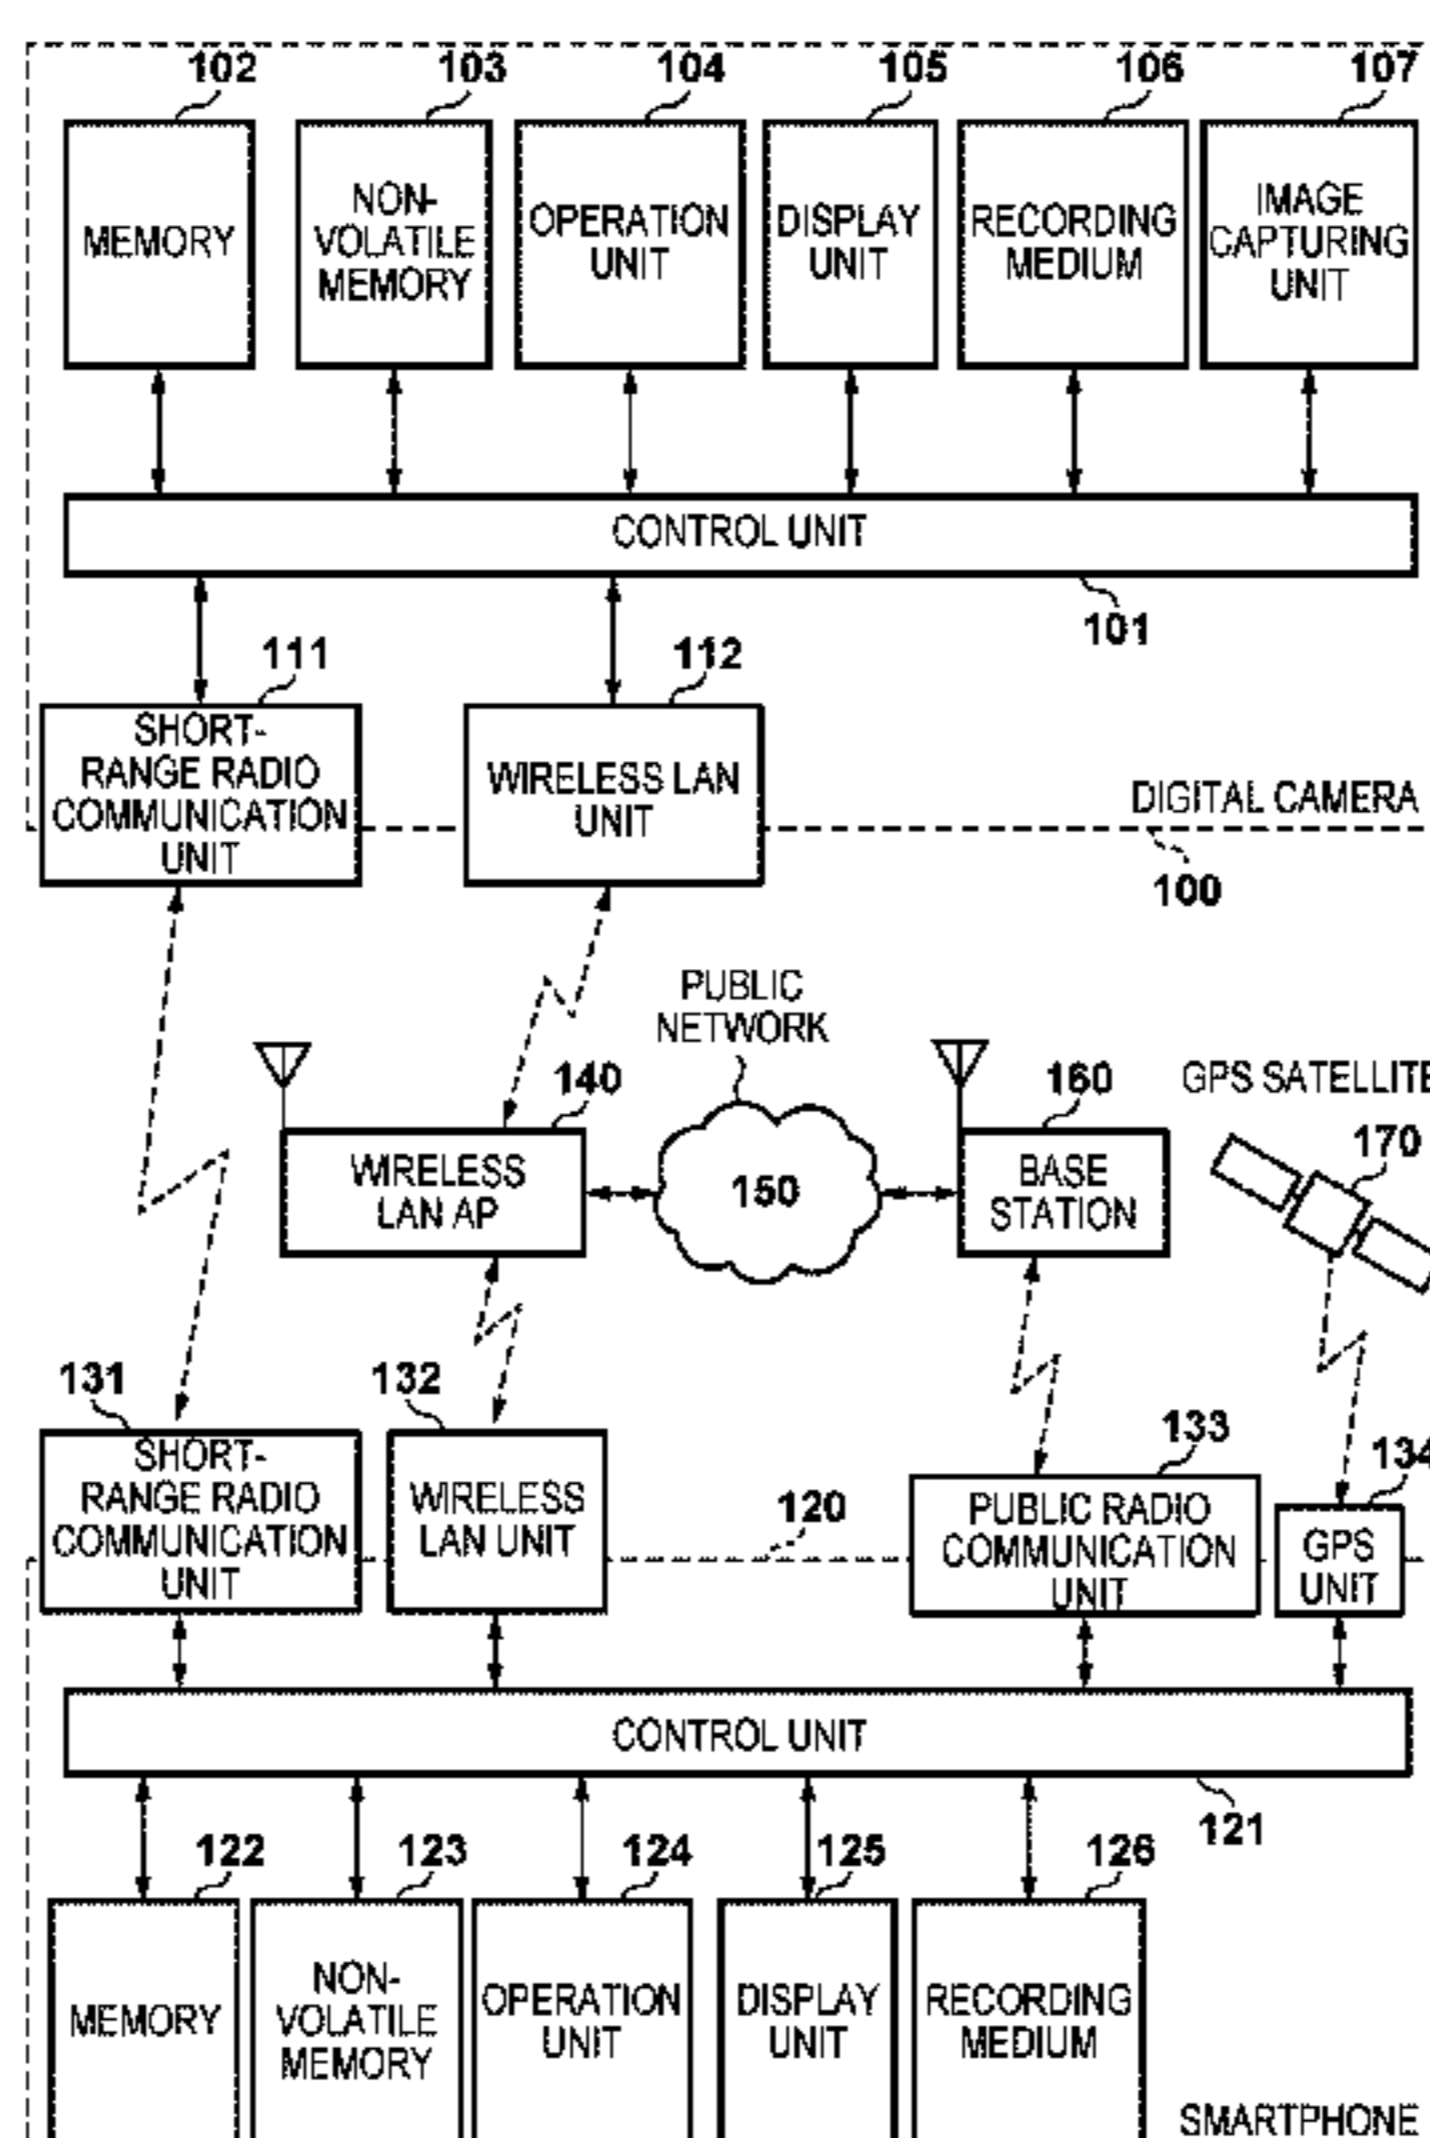 102 103 104 105 106 107
MEMORY
NON-
VOLATILE
MEMORY
OPERATION
UNIT
DISPLAY
UNIT
RECORDING
MEDIUM
IMAGE
CAPTURING
UNIT
CONTROL UNIT
101
111
112
SHORT-
RANGE RADIO
COMMUNICATION
UNIT
WIRELESS LAN
UNIT
DIGITAL CAMERA
100
PUBLIC
NETWORK
140
160
GPS SATELLITE
170
WIRELESS
LAN AP
150
BASE
STATION
131
132
133
134
SHORT-
RANGE RADIO
COMMUNICATION
UNIT
WIRELESS
LAN UNIT
120
PUBLIC RADIO
COMMUNICATION
UNIT
GPS
UNIT
CONTROL UNIT
121
122 123 124 125 126
MEMORY
NON-
VOLATILE
MEMORY
OPERATION
UNIT
DISPLAY
UNIT
RECORDING
MEDIUM
SMARTPHONE